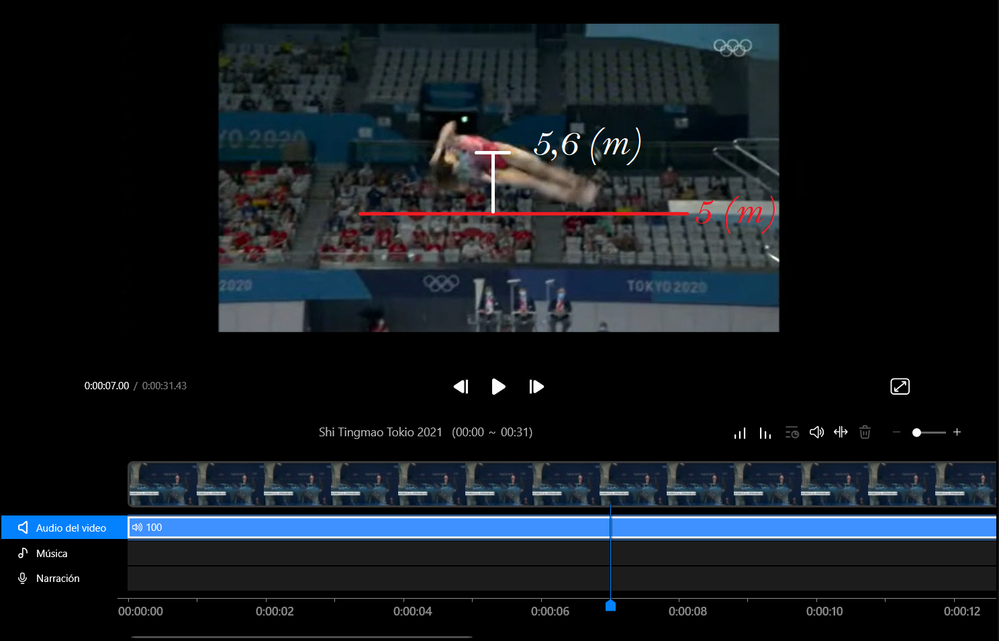 YO 2020
5,6 (m)
5 (m)
2020
TOKYO 2020
0:00:07.00 / 0:00:31.43
Shi Tingmao Tokio 2021 (00:00 ~ 00:31)
Audio del video
100
Música
Narración
00:00:00 0:00:02 0:00:04 0:00:06 0:00:08 0:00:10 0:00:12